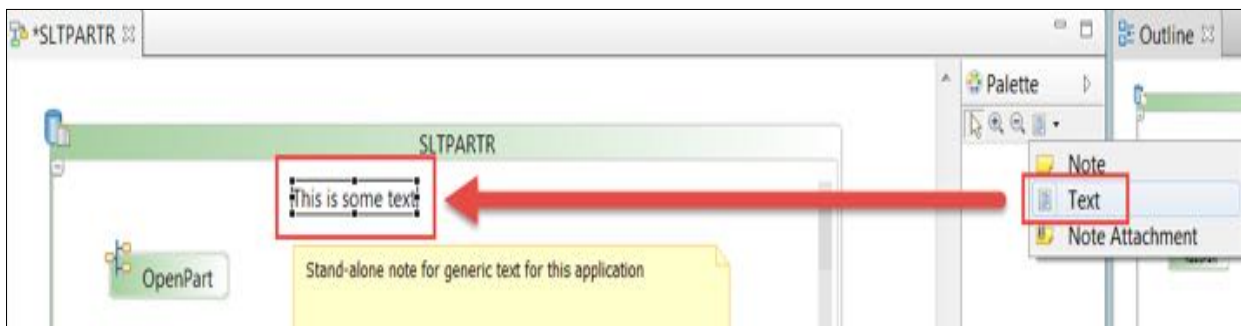 *SLTPARTR
Outline
Palette
SLTPARTR
This is some text
Note
Text
Note Attachment
OpenPart
Stand-alone note for generic text for this application